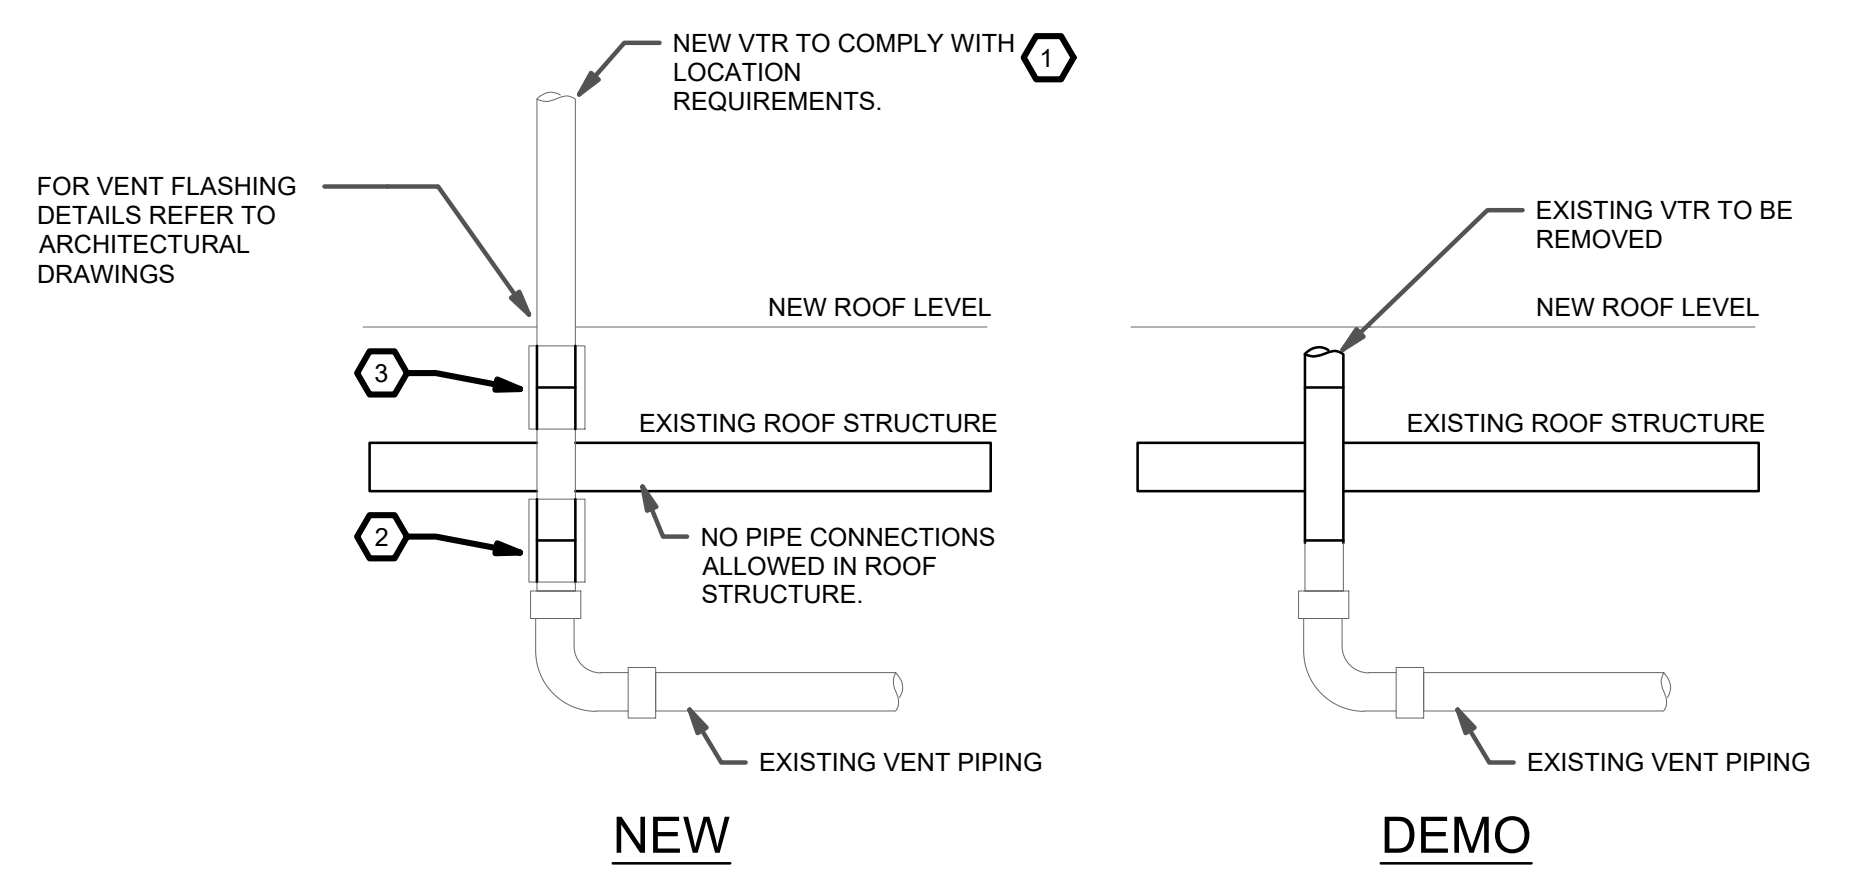 NEW VTR TO COMPLY WITH
LOCATION
REQUIREMENTS.
1
FOR VENT FLASHING
DETAILS REFER TO
ARCHITECTURAL
DRAWINGS
NEW ROOF LEVEL
3
EXISTING ROOF STRUCTURE
2
NO PIPE CONNECTIONS
ALLOWED IN ROOF
STRUCTURE.
EXISTING VENT PIPING
NEW
EXISTING VTR TO BE
REMOVED
NEW ROOF LEVEL
EXISTING ROOF STRUCTURE
EXISTING VENT PIPING
DEMO